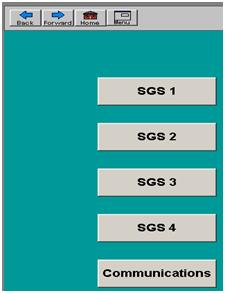 Back Forward Home Menu
SGS 1
SGS 2
SGS 3
SGS 4
Communications